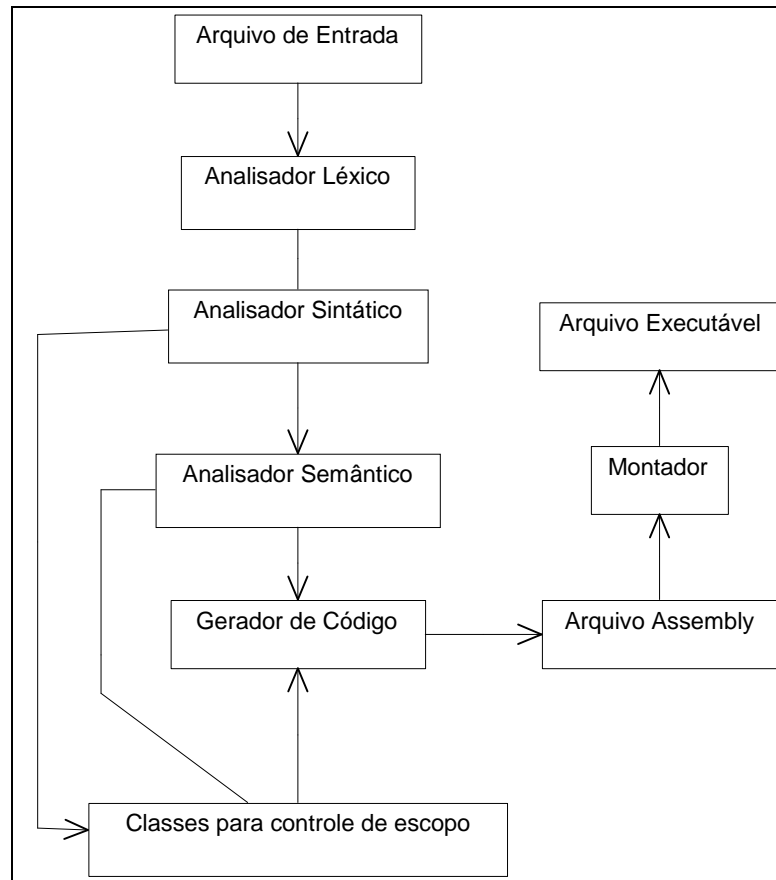 Arquivo de Entrada
Analisador Léxico
Analisador Sintático
Arquivo Executável
Analisador Semântico
Montador
Gerador de Código
Arquivo Assembly
Classes para controle de escopo